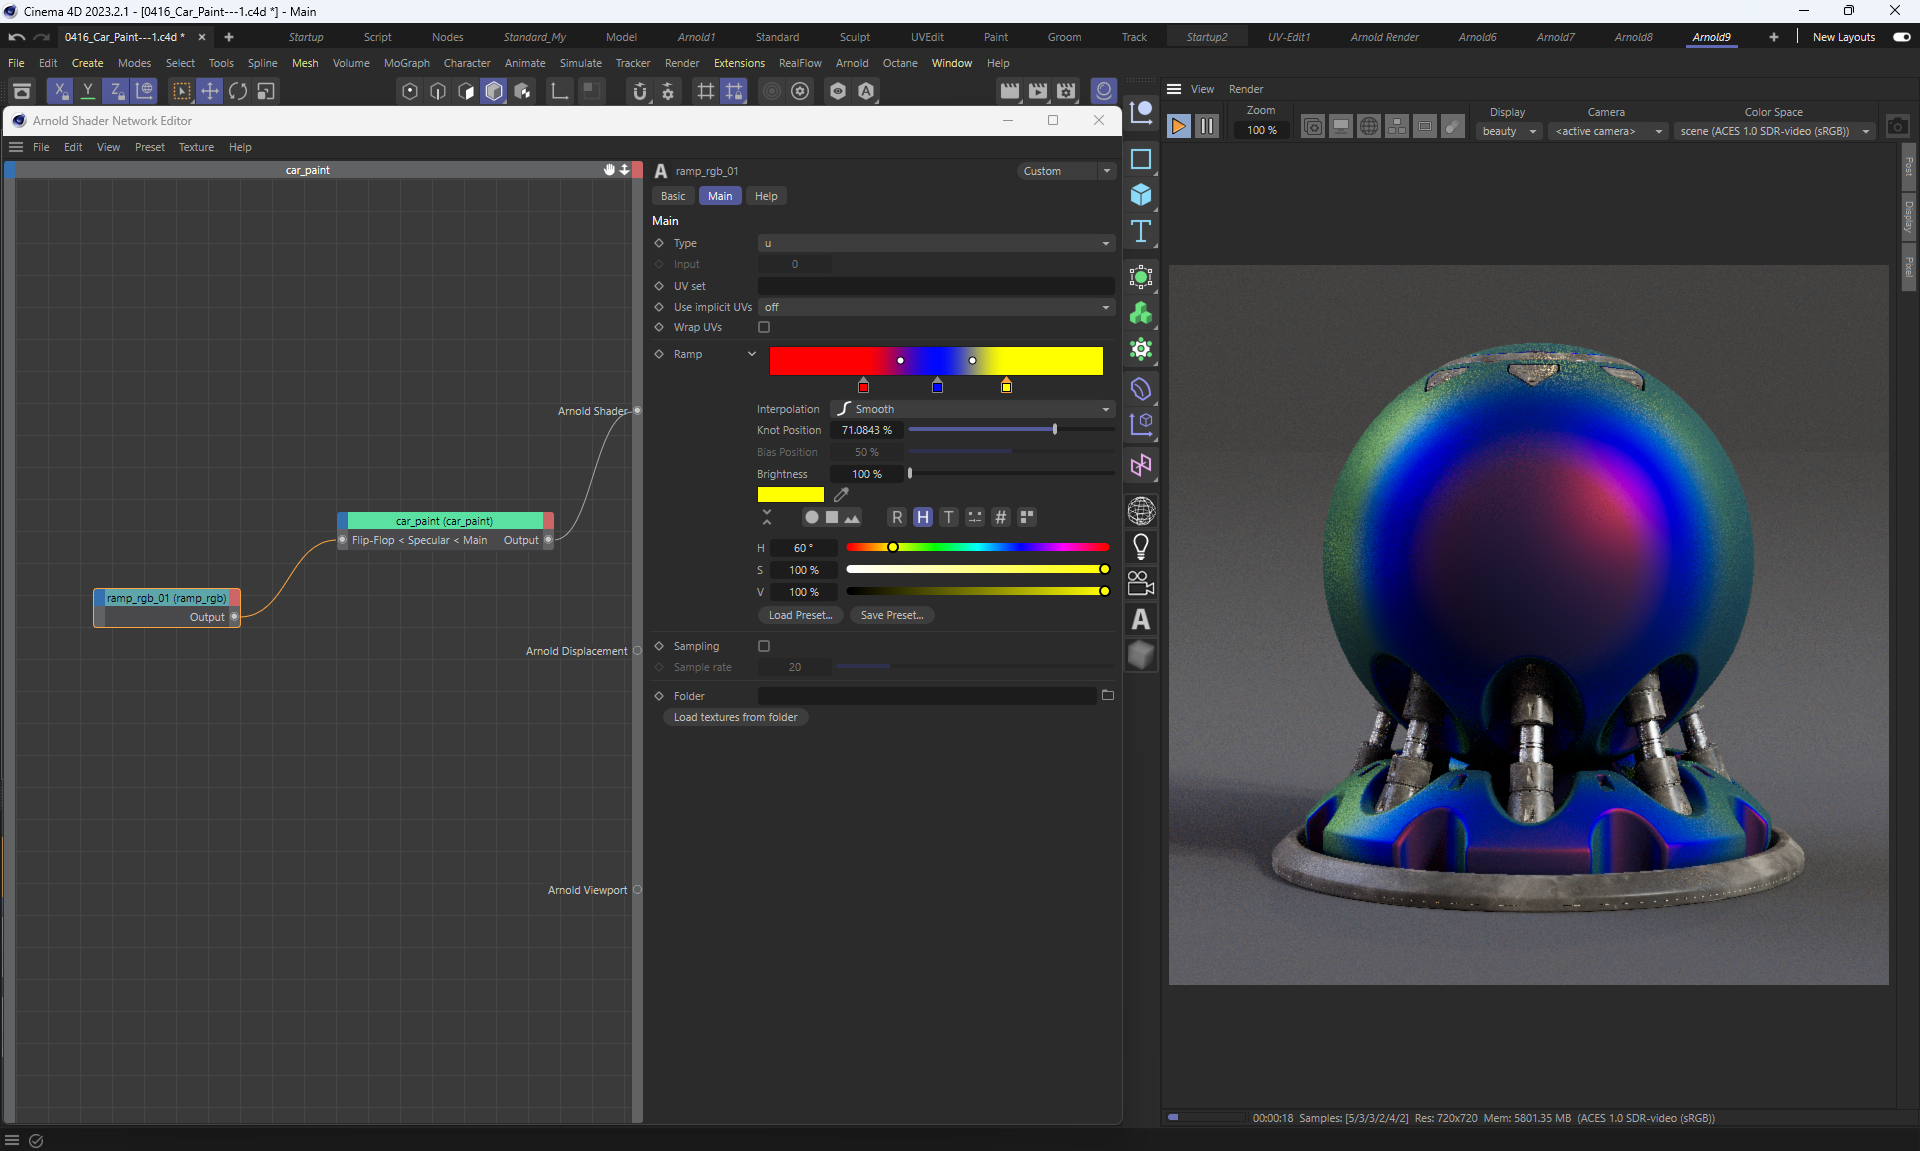 Cinema 4D 2023.2.1 - [0416_Car_Paint---1.c4d *] - Main
0416_Car_Paint---1.c4d *
Startup Script Nodes Standard_My Model Arnold1 Standard Sculpt UVEdit Paint Groom Track Startup2 UV-Edit1 Arnold Render Arnold6 Arnold7 Arnold8 Arnold9 New Layouts
File Edit Create Modes Select Tools Spline Mesh Volume MoGraph Character Animate Simulate Tracker Render Extensions RealFlow Arnold Octane Window Help
X Y Z
View Render
Zoom Display Camera Color Space
100 % beauty <active camera> scene (ACES 1.0 SDR-video (sRGB))
Arnold Shader Network Editor
File Edit View Preset Texture Help
car_paint
ramp_rgb_01 Custom
Basic Main Help
Main
Type u
Input 0
UV set
Use implicit UVs off
Wrap UVs
Ramp
Interpolation Smooth
Knot Position 71.0843 %
Bias Position 50 %
Brightness 100 %
R H T #
H 60 °
S 100 %
V 100 %
Load Preset... Save Preset...
Sampling
Sample rate 20
Folder
Load textures from folder
Arnold Shader
car_paint (car_paint)
Flip-Flop < Specular < Main Output
ramp_rgb_01 (ramp_rgb)
Output
Arnold Displacement
Arnold Viewport
Post
Display
Pixel
00:00:18 Samples: [5/3/3/2/4/2] Res: 720x720 Mem: 5801.35 MB (ACES 1.0 SDR-video (sRGB))